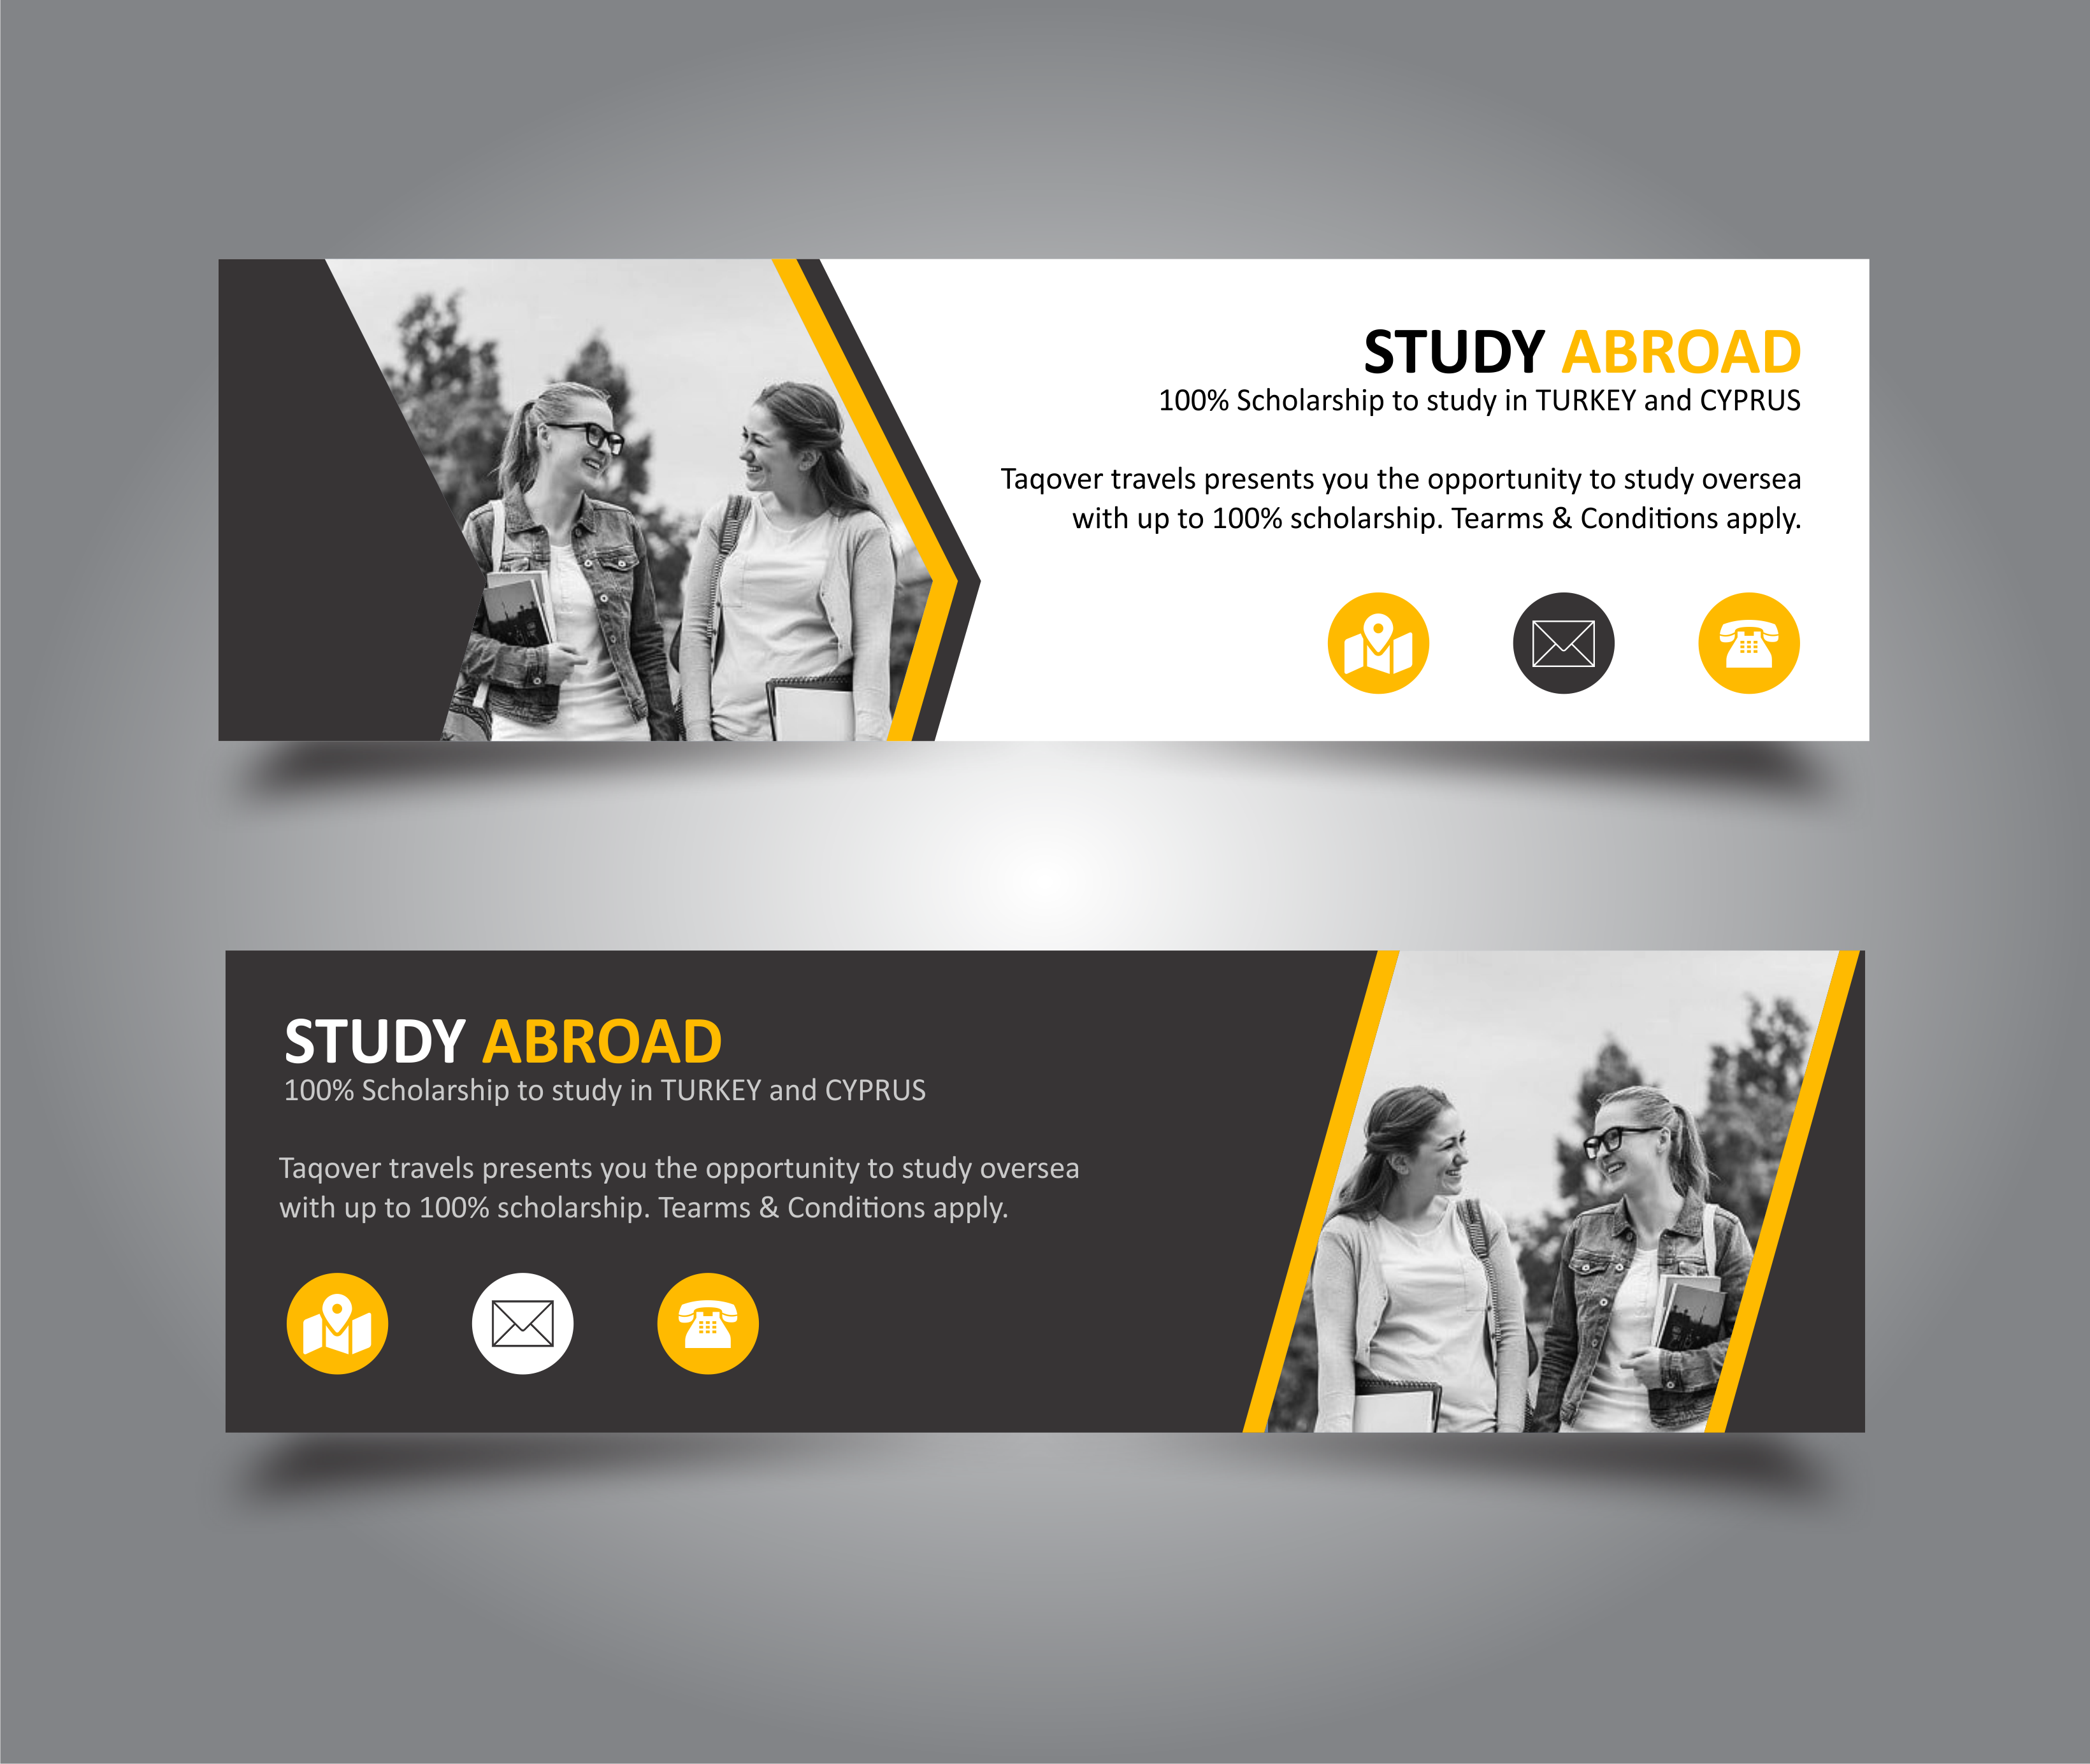 STUDY ABROAD
100% Scholarship to study in TURKEY and CYPRUS
Taqover travels presents you the opportunity to study oversea
with up to 100% scholarship. Tearms & Conditions apply.
STUDY ABROAD
100% Scholarship to study in TURKEY and CYPRUS
Taqover travels presents you the opportunity to study oversea
with up to 100% scholarship. Tearms & Conditions apply.